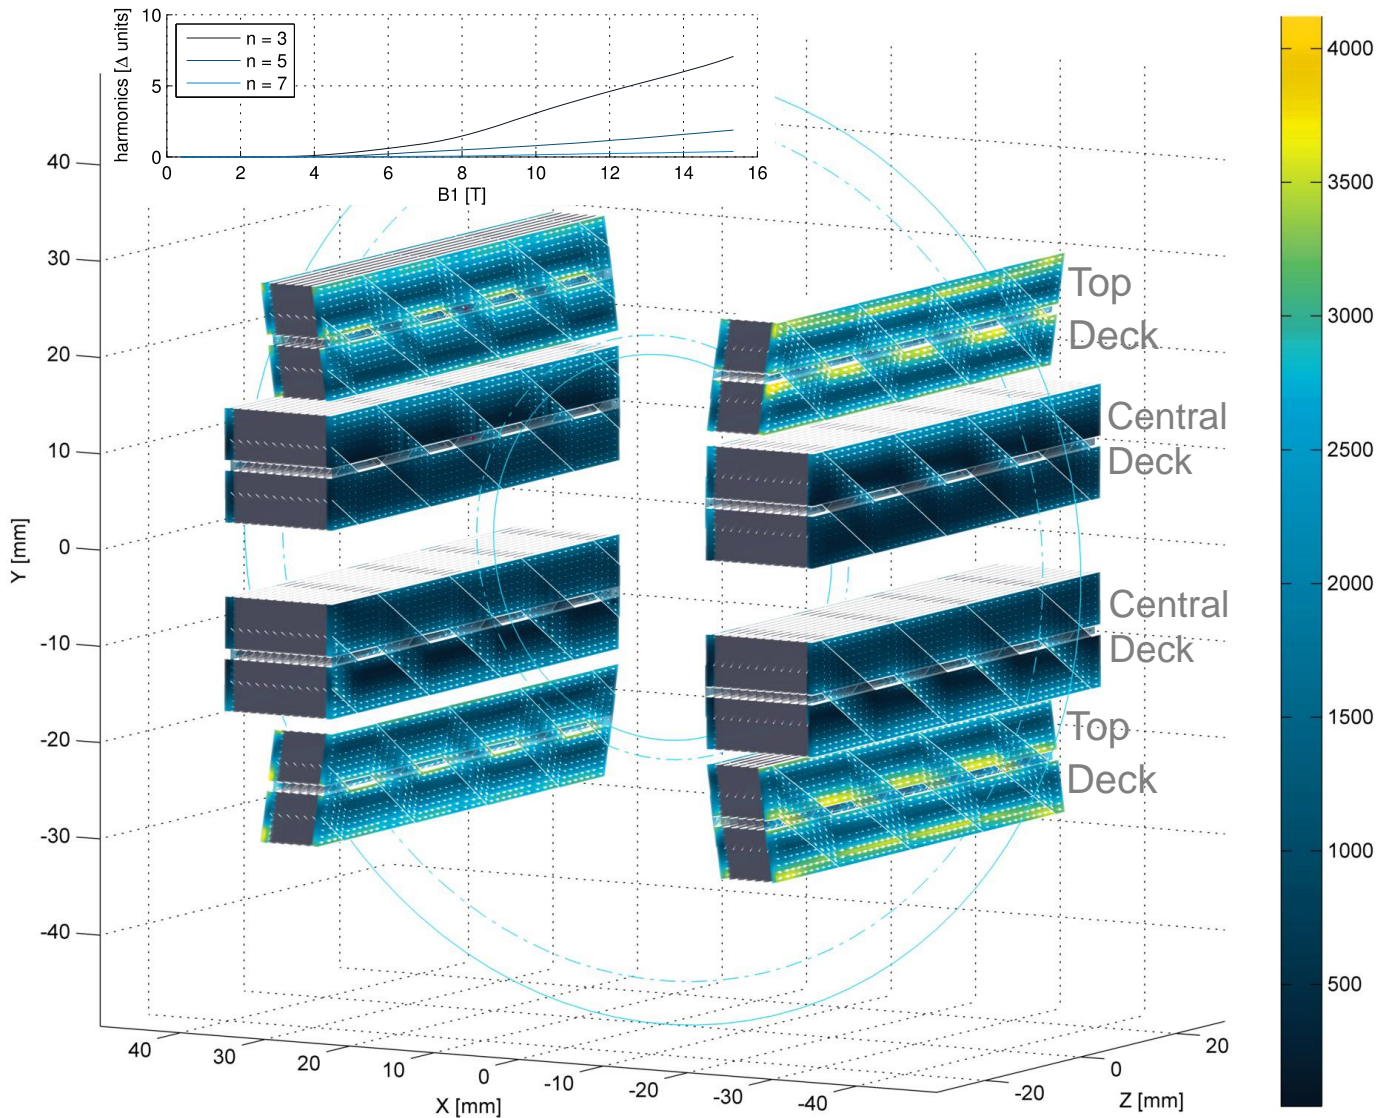 10
5
0
harmonics [Δ units]
n = 3
n = 5
n = 7
0 2 4 6 8 10 12 14 16
B1 [T]
40
30
20
10
0
-10
-20
-30
-40
Y [mm]
40 30 20 10 0 -10 -20 -30 -40
X [mm]
-20 0 20
Z [mm]
Top
Deck
Central
Deck
Central
Deck
Top
Deck
4000
3500
3000
2500
2000
1500
1000
500